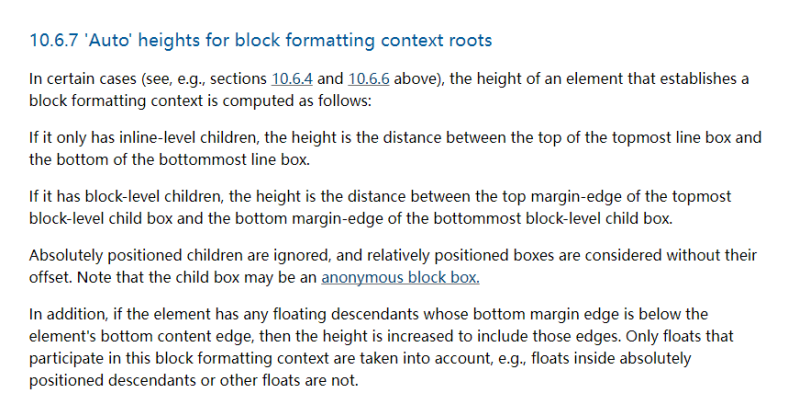 10.6.7 'Auto' heights for block formatting context roots
In certain cases (see, e.g., sections 10.6.4 and 10.6.6 above), the height of an element that establishes a
block formatting context is computed as follows:
If it only has inline-level children, the height is the distance between the top of the topmost line box and
the bottom of the bottommost line box.
If it has block-level children, the height is the distance between the top margin-edge of the topmost
block-level child box and the bottom margin-edge of the bottommost block-level child box.
Absolutely positioned children are ignored, and relatively positioned boxes are considered without their
offset. Note that the child box may be an anonymous block box.
In addition, if the element has any floating descendants whose bottom margin edge is below the
element's bottom content edge, then the height is increased to include those edges. Only floats that
participate in this block formatting context are taken into account, e.g., floats inside absolutely
positioned descendants or other floats are not.